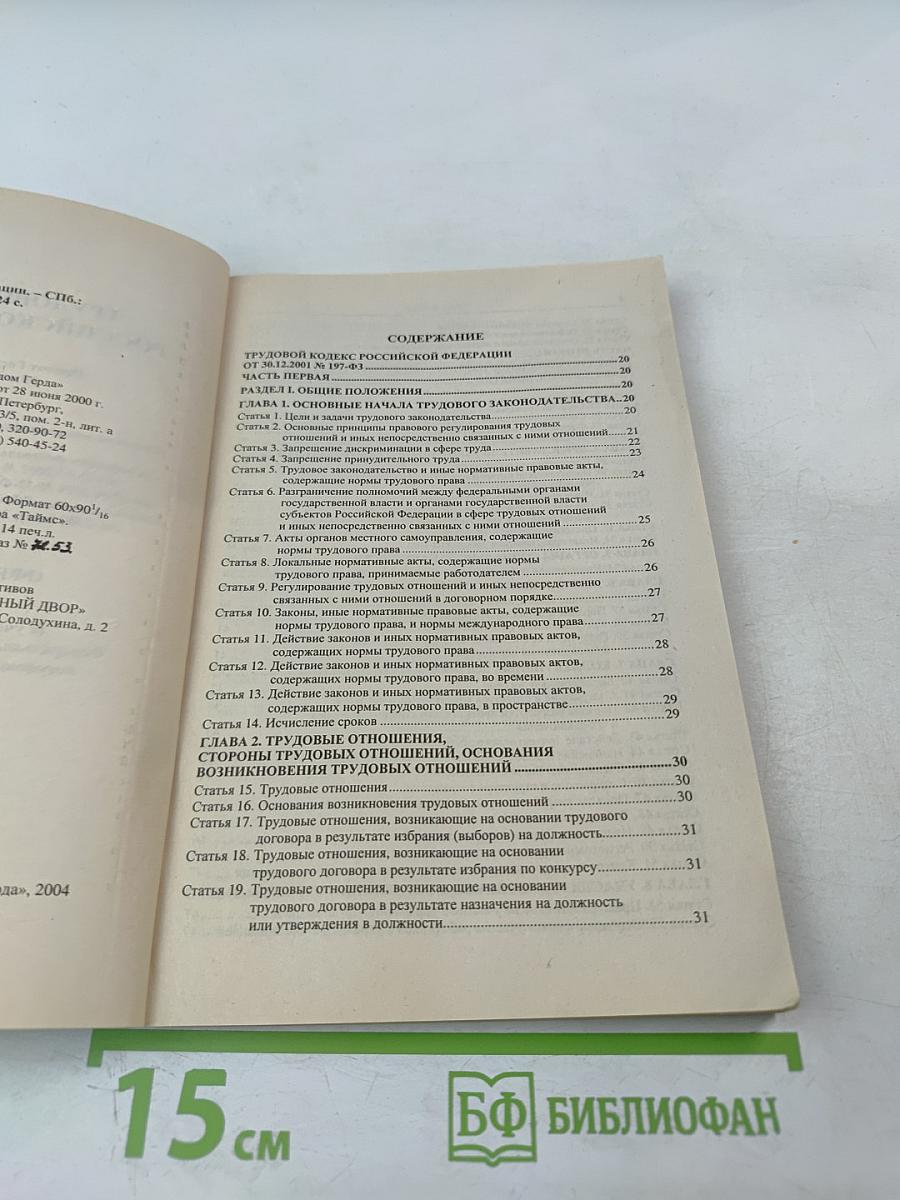 ции. – СПб.:
24 с.
дом Герда»
от 28 июня 2000 г.
Петербург,
3/5, пом. 2-н, лит. а
320-90-72
) 540-45-24
Формат 60x90 1/16
ра «Таймс».
14 печ.л.
аз №
тивов
НЫЙ ДВОР»
Солодухина, д. 2
рда», 2004
СОДЕРЖАНИЕ
ТРУДОВОЙ КОДЕКС РОССИЙСКОЙ ФЕДЕРАЦИИ
ОТ 30.12.2001 № 197-ФЗ ... 20
ЧАСТЬ ПЕРВАЯ ... 20
РАЗДЕЛ I. ОБЩИЕ ПОЛОЖЕНИЯ ... 20
ГЛАВА 1. ОСНОВНЫЕ НАЧАЛА ТРУДОВОГО ЗАКОНОДАТЕЛЬСТВА..20
Статья 1. Цели и задачи трудового законодательства ... 20
Статья 2. Основные принципы правового регулирования трудовых
отношений и иных непосредственно связанных с ними отношений ... 21
Статья 3. Запрещение дискриминации в сфере труда ... 22
Статья 4. Запрещение принудительного труда ... 23
Статья 5. Трудовое законодательство и иные нормативные правовые акты,
содержащие нормы трудового права ... 24
Статья 6. Разграничение полномочий между федеральными органами
государственной власти и органами государственной власти
субъектов Российской Федерации в сфере трудовых отношений
и иных непосредственно связанных с ними отношений ... 25
Статья 7. Акты органов местного самоуправления, содержащие
нормы трудового права ... 26
Статья 8. Локальные нормативные акты, содержащие нормы
трудового права, принимаемые работодателем ... 26
Статья 9. Регулирование трудовых отношений и иных непосредственно
связанных с ними отношений в договорном порядке ... 27
Статья 10. Законы, иные нормативные правовые акты, содержащие
нормы трудового права, и нормы международного права ... 27
Статья 11. Действие законов и иных нормативных правовых актов,
содержащих нормы трудового права ... 28
Статья 12. Действие законов и иных нормативных правовых актов,
содержащих нормы трудового права, во времени ... 28
Статья 13. Действие законов и иных нормативных правовых актов,
содержащих нормы трудового права, в пространстве ... 29
Статья 14. Исчисление сроков ... 29
ГЛАВА 2. ТРУДОВЫЕ ОТНОШЕНИЯ,
СТОРОНЫ ТРУДОВЫХ ОТНОШЕНИЙ, ОСНОВАНИЯ
ВОЗНИКНОВЕНИЯ ТРУДОВЫХ ОТНОШЕНИЙ ... 30
Статья 15. Трудовые отношения ... 30
Статья 16. Основания возникновения трудовых отношений ... 30
Статья 17. Трудовые отношения, возникающие на основании трудового
договора в результате избрания (выборов) на должность ... 31
Статья 18. Трудовые отношения, возникающие на основании
трудового договора в результате избрания по конкурсу ... 31
Статья 19. Трудовые отношения, возникающие на основании
трудового договора в результате назначения на должность
или утверждения в должности ... 31
15 см
БФ БИБЛИОФАН